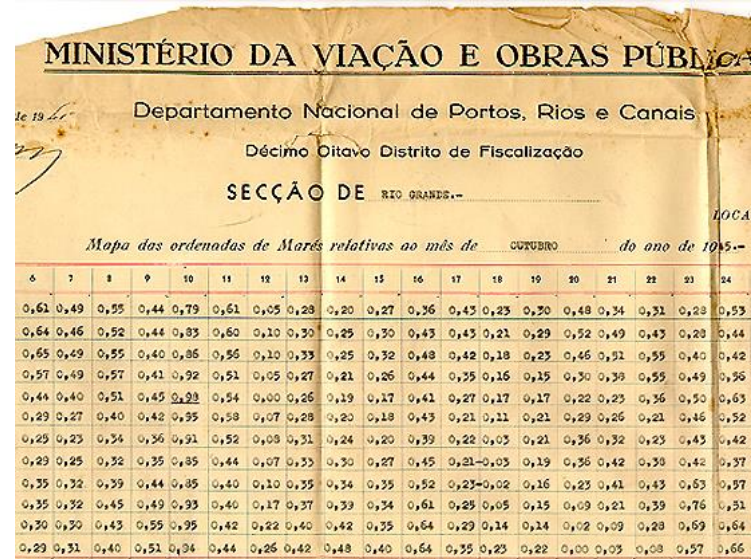 MINISTÉRIO DA VIAÇÃO E OBRAS PÚBLICA
de 19
Departamento Nacional de Portos, Rios e Canais
Décimo Oitavo Distrito de Fiscalização
SECÇÃO DE RIO GRANDE.-
LOCA
Mapa das ordenadas de Marés relativas ao mês de OUTUBRO do ano de 1945.-
6 7 8 9 10 11 12 13 14 15 16 17 18 19 20 21 22 23 24
0,61 0,49 0,55 0,44 0,79 0,61 0,05 0,28 0,20 0,27 0,36 0,43 0,23 0,30 0,48 0,34 0,31 0,28 0,53
0,64 0,46 0,52 0,44 0,83 0,60 0,10 0,30 0,25 0,30 0,43 0,43 0,21 0,29 0,52 0,49 0,43 0,28 0,44
0,65 0,49 0,55 0,40 0,86 0,56 0,10 0,33 0,25 0,32 0,48 0,42 0,18 0,23 0,46 0,51 0,55 0,40 0,42
0,57 0,49 0,57 0,41 0,92 0,51 0,05 0,27 0,21 0,26 0,44 0,35 0,16 0,15 0,30 0,38 0,55 0,49 0,56
0,44 0,40 0,51 0,45 0,98 0,54 0,00 0,26 0,19 0,17 0,41 0,27 0,17 0,17 0,22 0,23 0,36 0,50 0,63
0,29 0,27 0,40 0,42 0,95 0,58 0,07 0,28 0,20 0,18 0,43 0,21 0,11 0,21 0,29 0,26 0,21 0,46 0,52
0,25 0,23 0,34 0,36 0,91 0,52 0,08 0,31 0,24 0,20 0,39 0,22 0,03 0,21 0,36 0,32 0,23 0,43 0,42
0,29 0,25 0,32 0,35 0,85 0,44 0,07 0,33 0,30 0,27 0,45 0,21-0,03 0,19 0,36 0,42 0,38 0,42 0,37
0,35 0,32 0,39 0,44 0,85 0,40 0,10 0,35 0,34 0,35 0,52 0,23-0,02 0,16 0,23 0,41 0,43 0,63 0,57
0,35 0,32 0,45 0,49 0,93 0,40 0,17 0,37 0,39 0,34 0,61 0,25 0,05 0,15 0,09 0,21 0,39 0,76 0,51
0,30 0,30 0,43 0,55 0,95 0,42 0,22 0,40 0,42 0,35 0,64 0,29 0,14 0,14 0,02 0,09 0,28 0,69 0,64
0,29 0,31 0,40 0,51 0,94 0,44 0,26 0,42 0,48 0,40 0,64 0,35 0,23 0,22 0,00 0,03 0,08 0,57 0,66